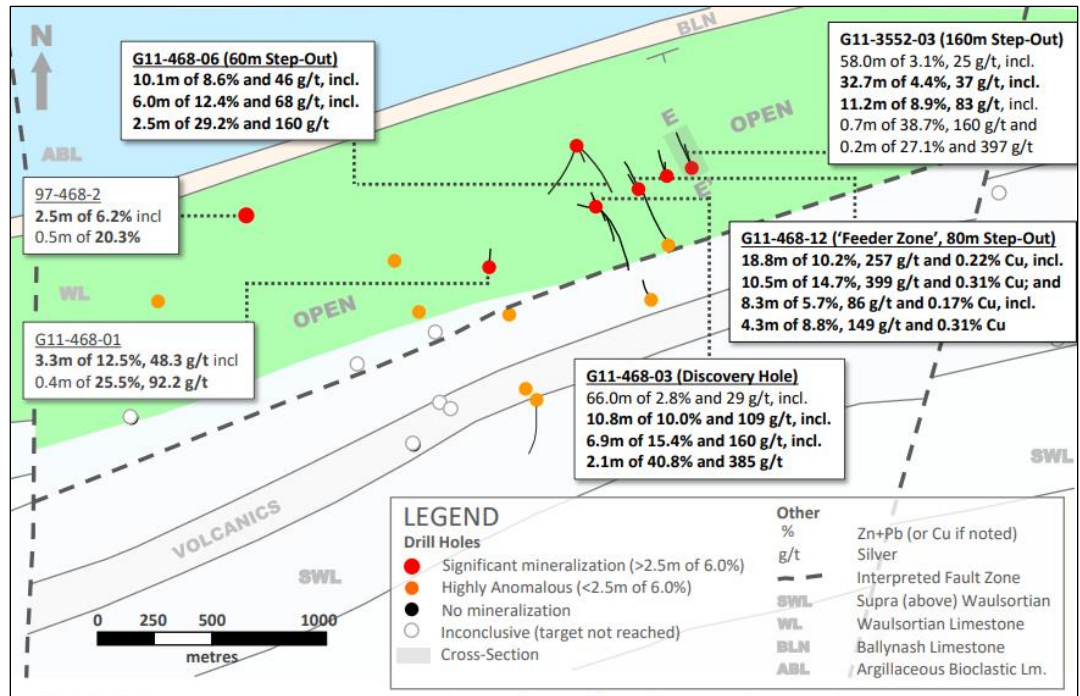 N
BLN
G11-468-06 (60m Step-Out)
10.1m of 8.6% and 46 g/t, incl.
6.0m of 12.4% and 68 g/t, incl.
2.5m of 29.2% and 160 g/t
G11-3552-03 (160m Step-Out)
58.0m of 3.1%, 25 g/t, incl.
32.7m of 4.4%, 37 g/t, incl.
11.2m of 8.9%, 83 g/t, incl.
0.7m of 38.7%, 160 g/t and
0.2m of 27.1% and 397 g/t
E
OPEN
E'
ABL
97-468-2
2.5m of 6.2% incl
0.5m of 20.3%
G11-468-12 ('Feeder Zone', 80m Step-Out)
18.8m of 10.2%, 257 g/t and 0.22% Cu, incl.
10.5m of 14.7%, 399 g/t and 0.31% Cu; and
8.3m of 5.7%, 86 g/t and 0.17% Cu, incl.
4.3m of 8.8%, 149 g/t and 0.31% Cu
WL
OPEN
G11-468-01
3.3m of 12.5%, 48.3 g/t incl
0.4m of 25.5%, 92.2 g/t
G11-468-03 (Discovery Hole)
66.0m of 2.8% and 29 g/t, incl.
10.8m of 10.0% and 109 g/t, incl.
6.9m of 15.4% and 160 g/t, incl.
2.1m of 40.8% and 385 g/t
SWL
VOLCANICS
SWL
0 250 500 1000
metres
LEGEND
Drill Holes
Significant mineralization (>2.5m of 6.0%)
Highly Anomalous (<2.5m of 6.0%)
No mineralization
Inconclusive (target not reached)
Cross-Section
Other
% Zn+Pb (or Cu if noted)
g/t Silver
Interpreted Fault Zone
SWL Supra (above) Waulsortian
WL Waulsortian Limestone
BLN Ballynash Limestone
ABL Argillaceous Bioclastic Lm.